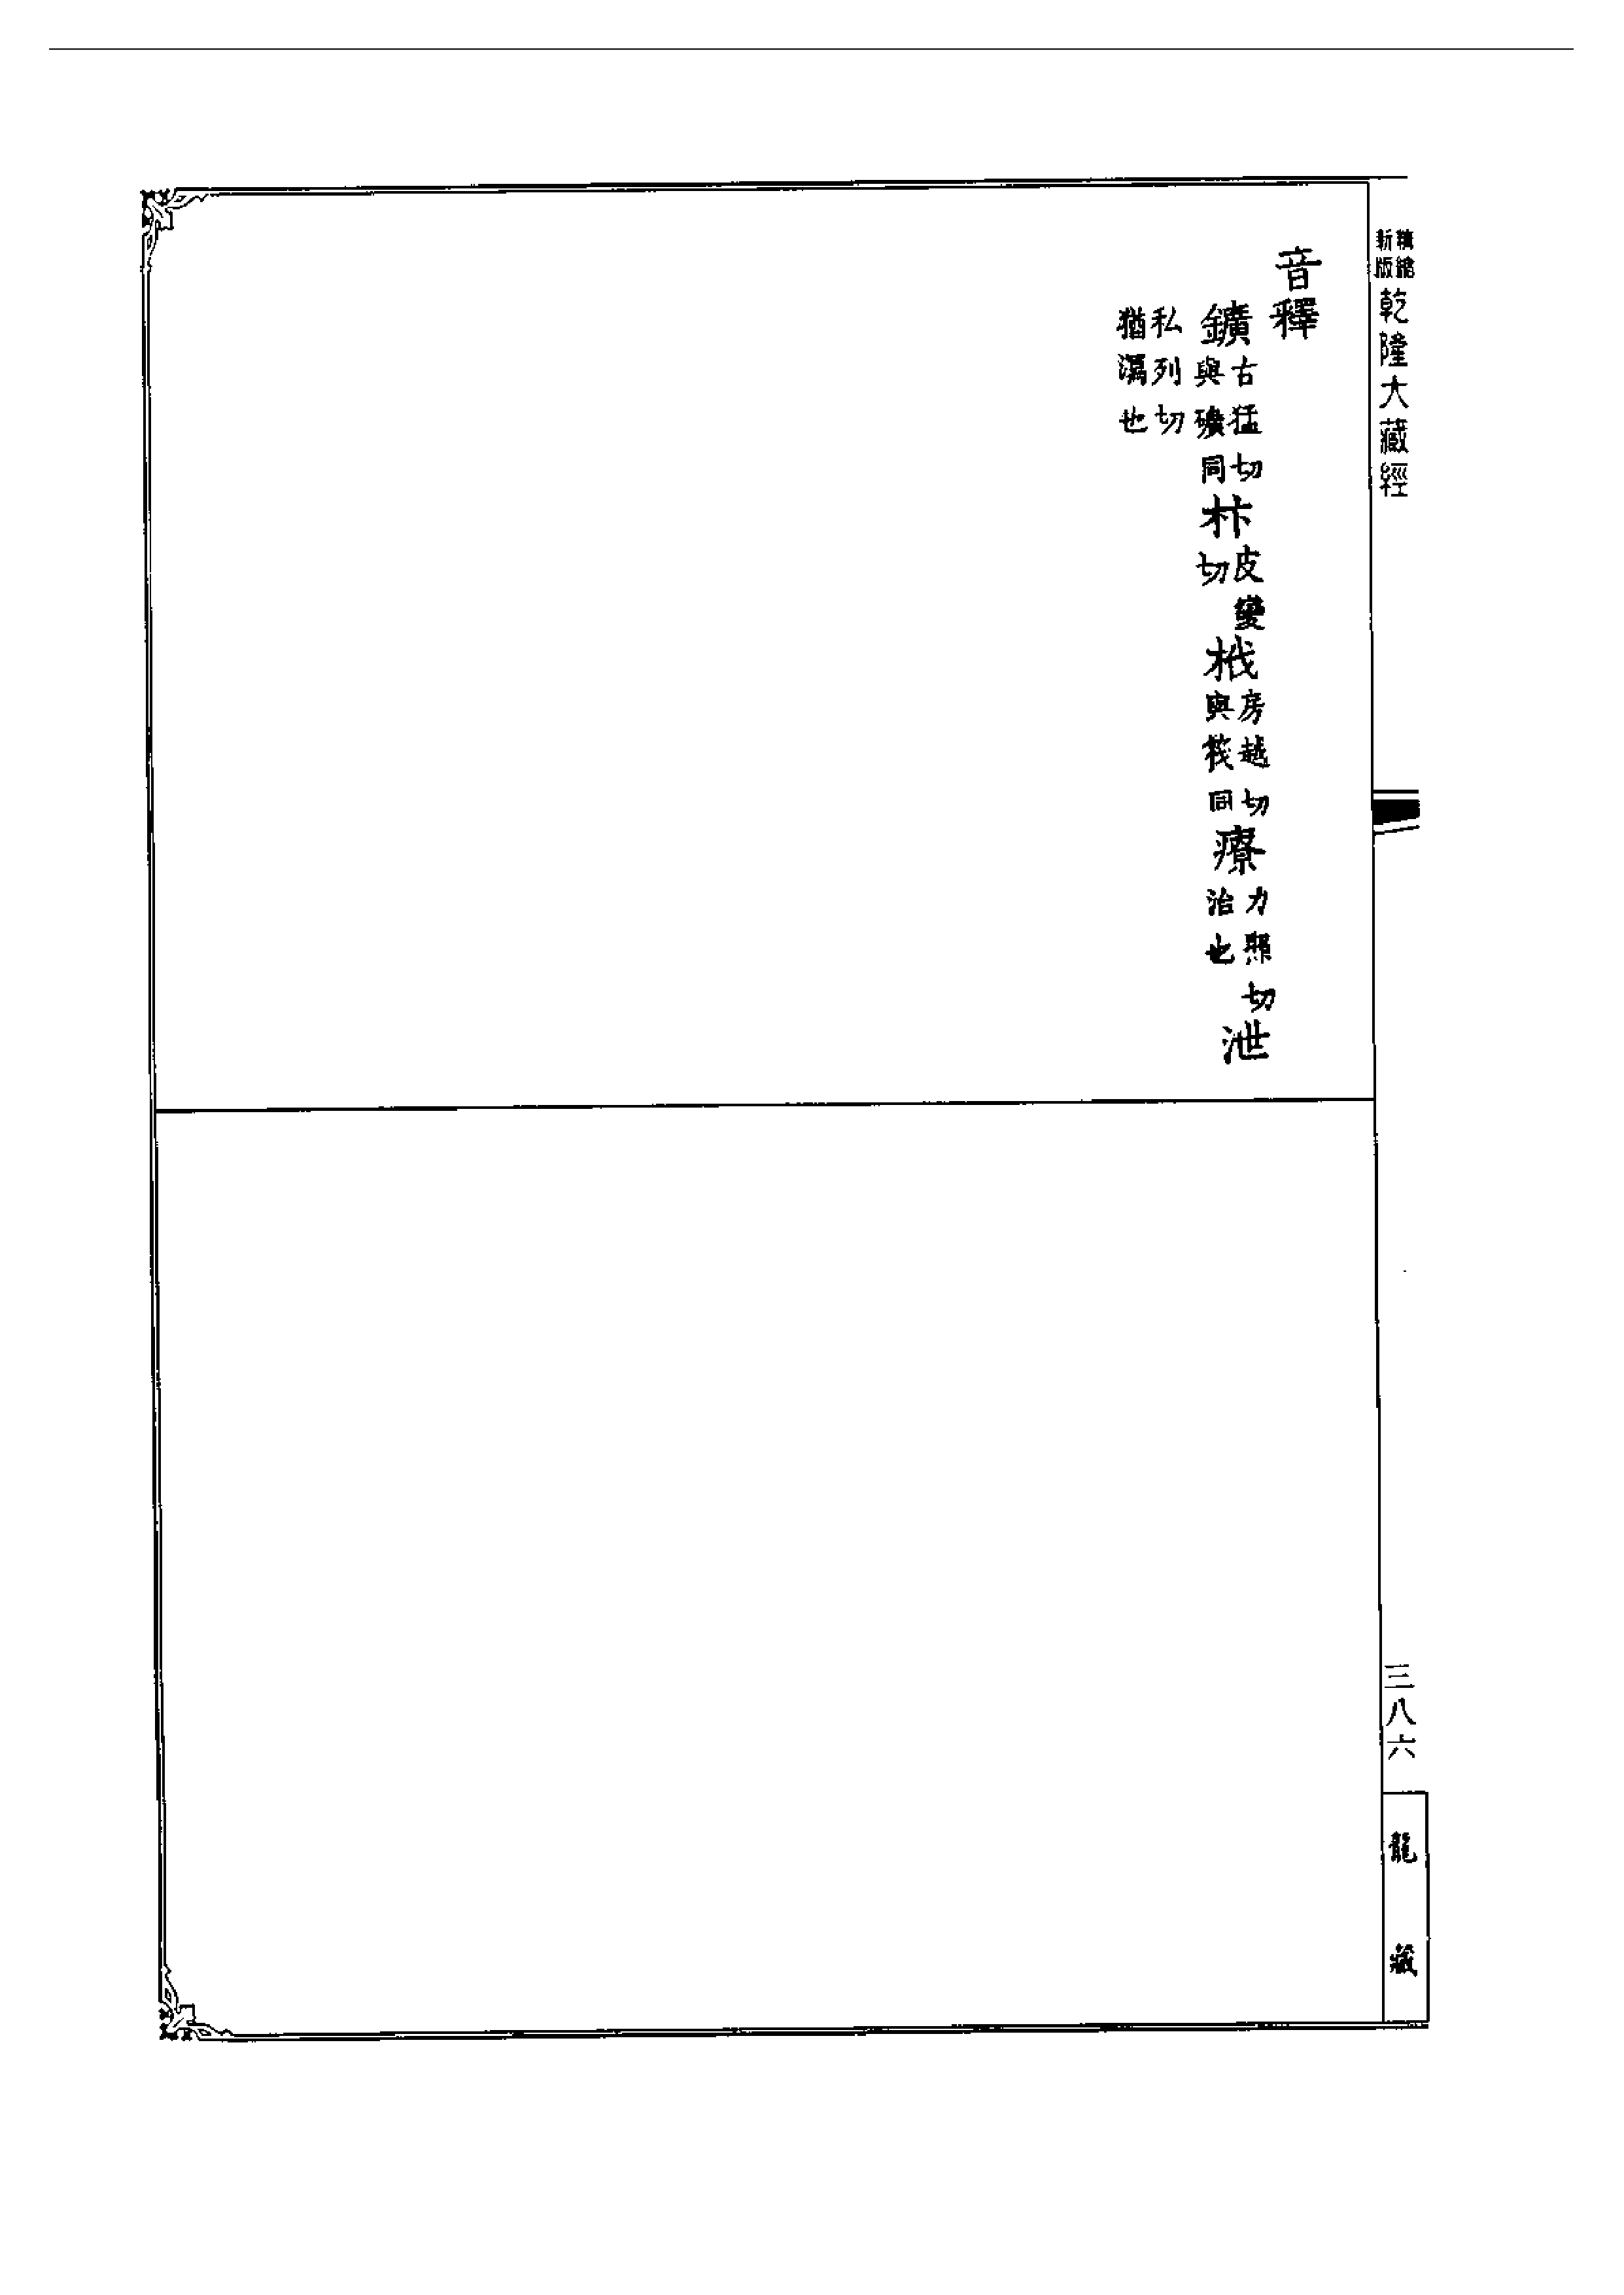 精繪新版
乾隆大藏經
三八六
龍藏
音釋
鑛古猛切與礦同 㭓皮變切 栰房越切與筏同 療力照切治也 泄
私列切猶漏也